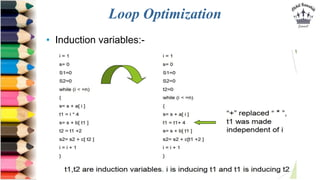 Loop Optimization
• Induction variables:-
i = 1
s= 0
S1=0
S2=0
while (i < =n)
{
s= s + a[ i ]
t1 = i * 4
s= s + b[ t1 ]
t2 = t1 +2
s2= s2 + c[ t2 ]
i = i + 1
}
i = 1
s= 0
S1=0
S2=0
t2=0
while (i < =n)
{
s= s + a[ i ]
t1 = t1+ 4
s= s + b[ t1 ]
s2= s2 + c[t1 +2 ]
i = i + 1
}
"+" replaced " * ",
t1 was made
independent of i
t1,t2 are induction variables. i is inducing t1 and t1 is inducing t2